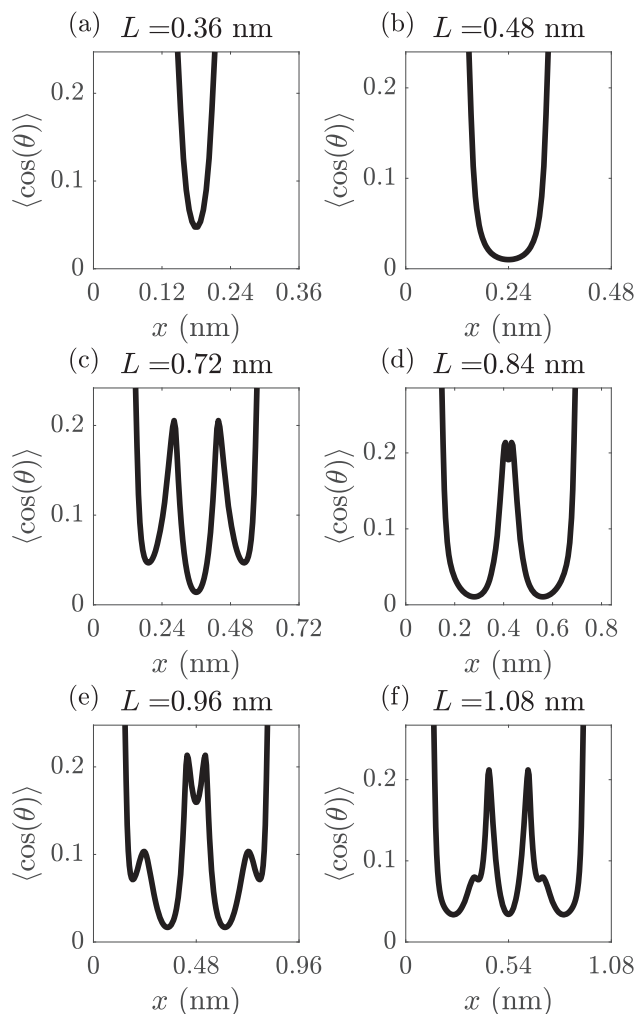 (a) L =0.36 nm
(b) L =0.48 nm
⟨cos(θ)⟩
0.2
0.1
0
0 0.12 0.24 0.36
x (nm)
⟨cos(θ)⟩
0.2
0.1
0
0 0.24 0.48
x (nm)
(c) L =0.72 nm
(d) L =0.84 nm
⟨cos(θ)⟩
0.2
0.1
0
0 0.24 0.48 0.72
x (nm)
⟨cos(θ)⟩
0.2
0.1
0
0 0.2 0.4 0.6 0.8
x (nm)
(e) L =0.96 nm
(f) L =1.08 nm
⟨cos(θ)⟩
0.2
0.1
0
0 0.48 0.96
x (nm)
⟨cos(θ)⟩
0.2
0.1
0
0 0.54 1.08
x (nm)